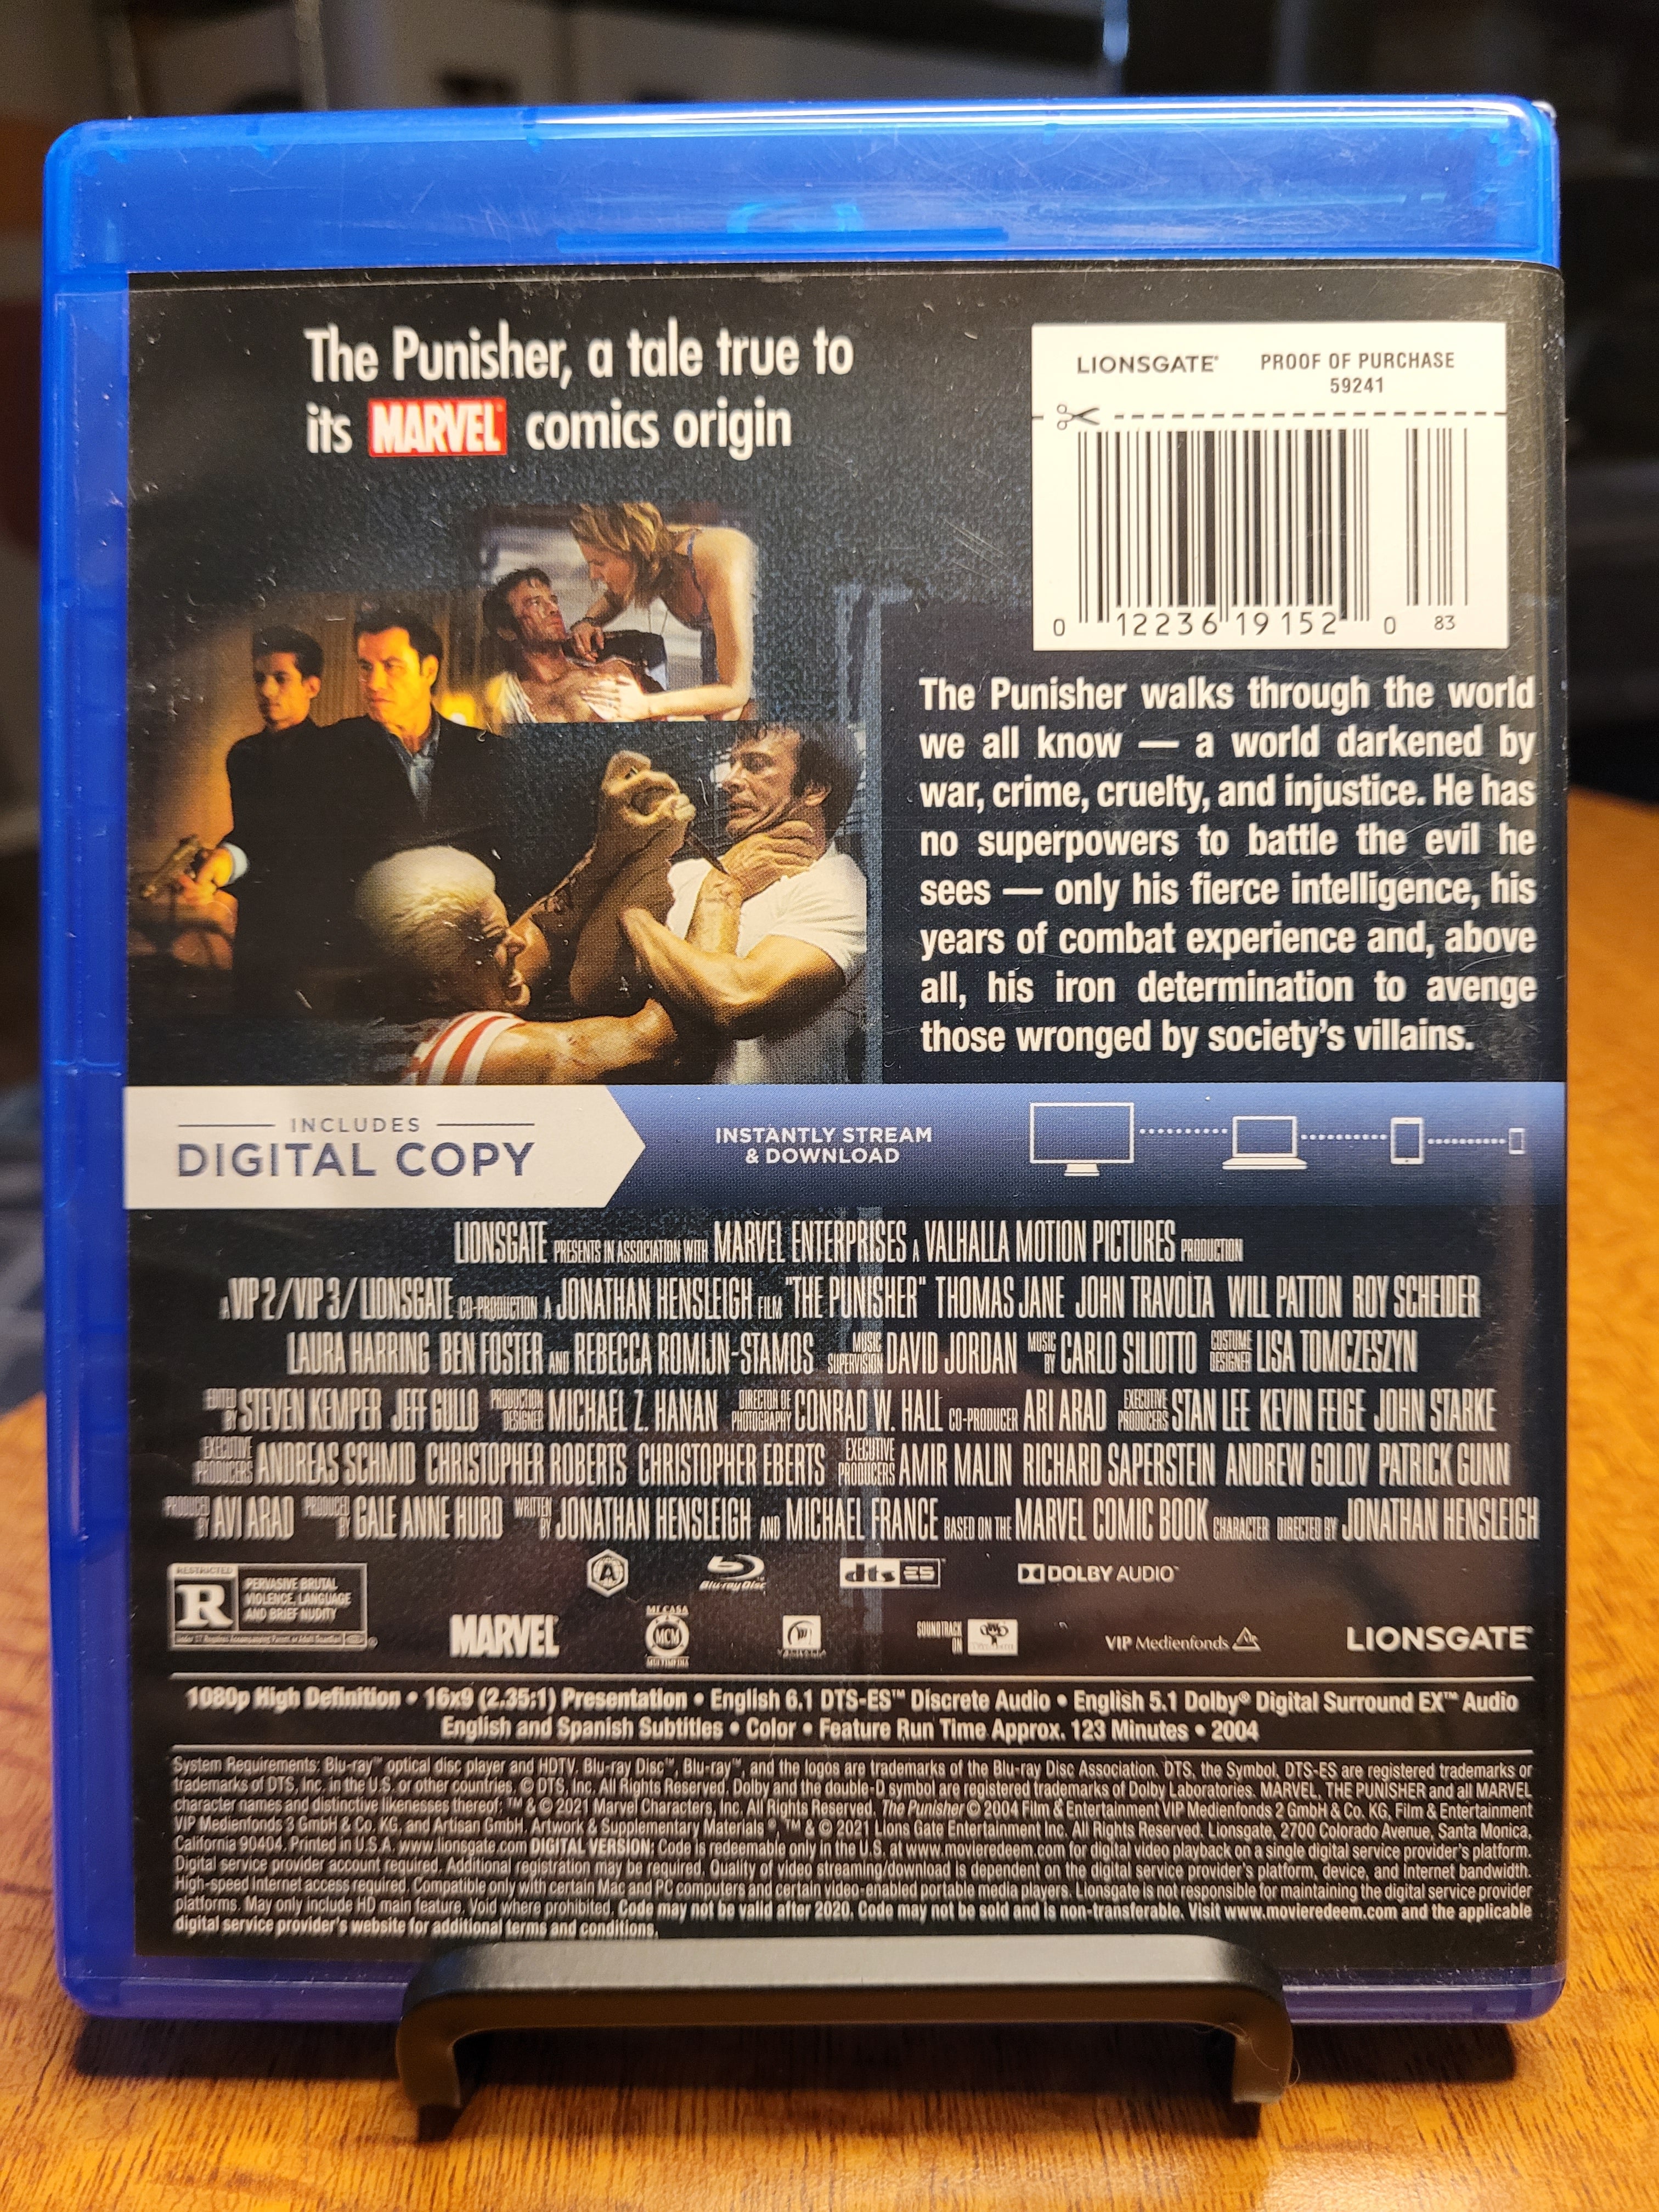 The Punisher, a tale true to
its MARVEL comics origin
LIONSGATE PROOF OF PURCHASE
59241
0 12236 19152 0 83
The Punisher walks through the world
we all know — a world darkened by
war, crime, cruelty, and injustice. He has
no superpowers to battle the evil he
sees — only his fierce intelligence, his
years of combat experience and, above
all, his iron determination to avenge
those wronged by society's villains.
INCLUDES
DIGITAL COPY
INSTANTLY STREAM
& DOWNLOAD
LIONSGATE PRESENTS IN ASSOCIATION WITH MARVEL ENTERPRISES A VALHALLA MOTION PICTURES PRODUCTION
A VIP 2/VIP 3/LIONSGATE CO-PRODUCTION A JONATHAN HENSLEIGH FILM "THE PUNISHER" THOMAS JANE JOHN TRAVOLTA WILL PATTON ROY SCHEIDER
LAURA HARRING BEN FOSTER AND REBECCA ROMIJN-STAMOS MUSIC SUPERVISION DAVID JORDAN MUSIC BY CARLO SILIOTTO COSTUME DESIGNER LISA TOMCZESZYN
EDITED BY STEVEN KEMPER JEFF GULLO PRODUCTION DESIGNER MICHAEL Z. HANAN DIRECTOR OF PHOTOGRAPHY CONRAD W. HALL CO-PRODUCER ARI ARAD EXECUTIVE PRODUCERS STAN LEE KEVIN FEIGE JOHN STARKE
EXECUTIVE PRODUCERS ANDREAS SCHMID CHRISTOPHER ROBERTS CHRISTOPHER EBERTS EXECUTIVE PRODUCERS AMIR MALIN RICHARD SAPERSTEIN ANDREW GOLOV PATRICK GUNN
PRODUCED BY AVI ARAD PRODUCED BY GALE ANNE HURD WRITTEN BY JONATHAN HENSLEIGH AND MICHAEL FRANCE BASED ON THE MARVEL COMIC BOOK CHARACTER DIRECTED BY JONATHAN HENSLEIGH
RESTRICTED
R
PERVASIVE BRUTAL
VIOLENCE, LANGUAGE
AND BRIEF NUDITY
Under 17 Requires Accompanying Parent or Adult Guardian
A Blu-ray Disc dts ES DOLBY AUDIO™
MARVEL MI CASA MCM MULTIMEDIA VALHALLA SOUNDTRACK ON VIP Medienfonds LIONSGATE
1080p High Definition • 16x9 (2.35:1) Presentation • English 6.1 DTS-ES™ Discrete Audio • English 5.1 Dolby® Digital Surround EX™ Audio
English and Spanish Subtitles • Color • Feature Run Time Approx. 123 Minutes • 2004
System Requirements: Blu-ray™ optical disc player and HDTV. Blu-ray Disc™, Blu-ray™, and the logos are trademarks of the Blu-ray Disc Association. DTS, the Symbol, DTS-ES are registered trademarks or
trademarks of DTS, Inc. in the U.S. or other countries, © DTS, Inc. All Rights Reserved. Dolby and the double-D symbol are registered trademarks of Dolby Laboratories. MARVEL, THE PUNISHER and all MARVEL
character names and distinctive likenesses thereof: ™ & © 2021 Marvel Characters, Inc. All Rights Reserved. The Punisher © 2004 Film & Entertainment VIP Medienfonds 2 GmbH & Co. KG, Film & Entertainment
VIP Medienfonds 3 GmbH & Co. KG, and Artisan GmbH. Artwork & Supplementary Materials ®, ™ & © 2021 Lions Gate Entertainment Inc. All Rights Reserved. Lionsgate, 2700 Colorado Avenue, Santa Monica,
California 90404. Printed in U.S.A. www.lionsgate.com DIGITAL VERSION: Code is redeemable only in the U.S. at www.movieredeem.com for digital video playback on a single digital service provider's platform.
Digital service provider account required. Additional registration may be required. Quality of video streaming/download is dependent on the digital service provider's platform, device, and Internet bandwidth.
High-speed Internet access required. Compatible only with certain Mac and PC computers and certain video-enabled portable media players. Lionsgate is not responsible for maintaining the digital service provider
platforms. May only include HD main feature. Void where prohibited. Code may not be valid after 2020. Code may not be sold and is non-transferable. Visit www.movieredeem.com and the applicable
digital service provider's website for additional terms and conditions.